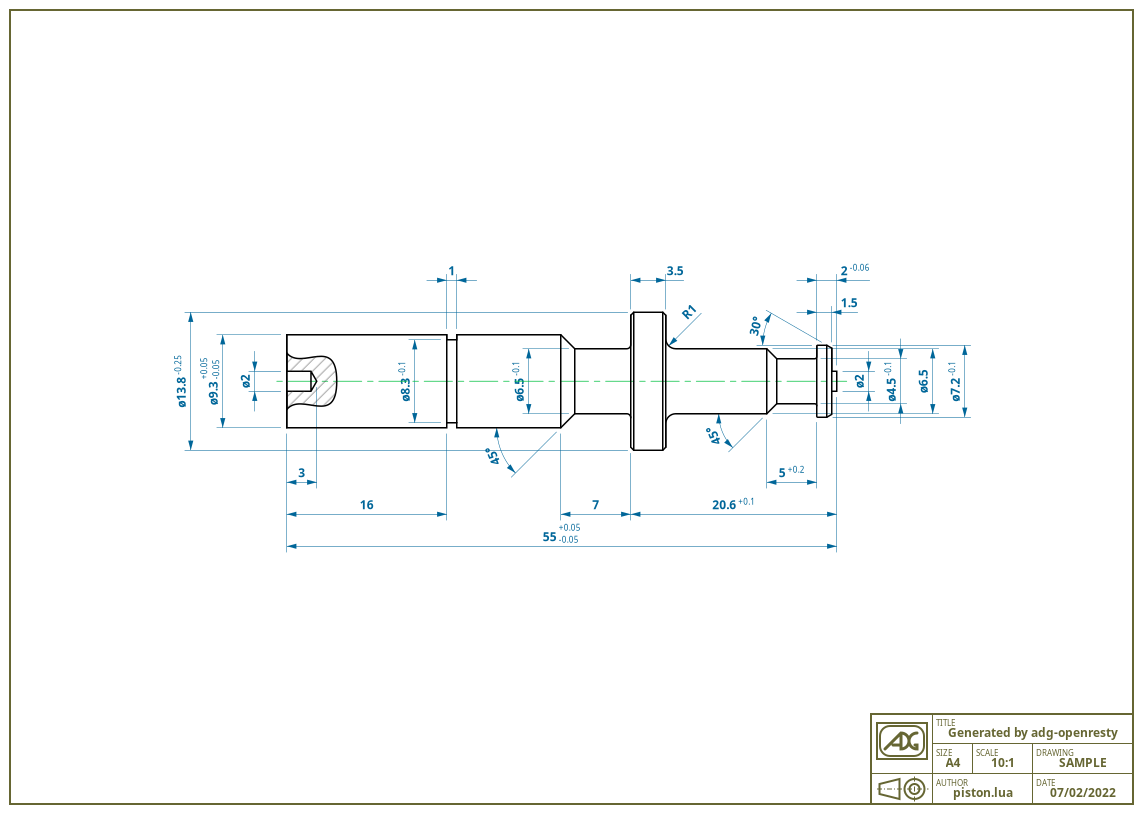 1
3.5
2 -0.06
1.5
R1
30°
ø13.8 -0.25
ø9.3 +0.05 -0.05
ø2
ø8.3 -0.1
ø6.5 -0.1
ø2
ø4.5 -0.1
ø6.5
ø7.2 -0.1
45°
45°
3
5 +0.2
16
7
20.6 +0.1
55 +0.05 -0.05
TITLE
Generated by adg-openresty
ADG
SIZE SCALE DRAWING
A4 10:1 SAMPLE
AUTHOR DATE
piston.lua 07/02/2022